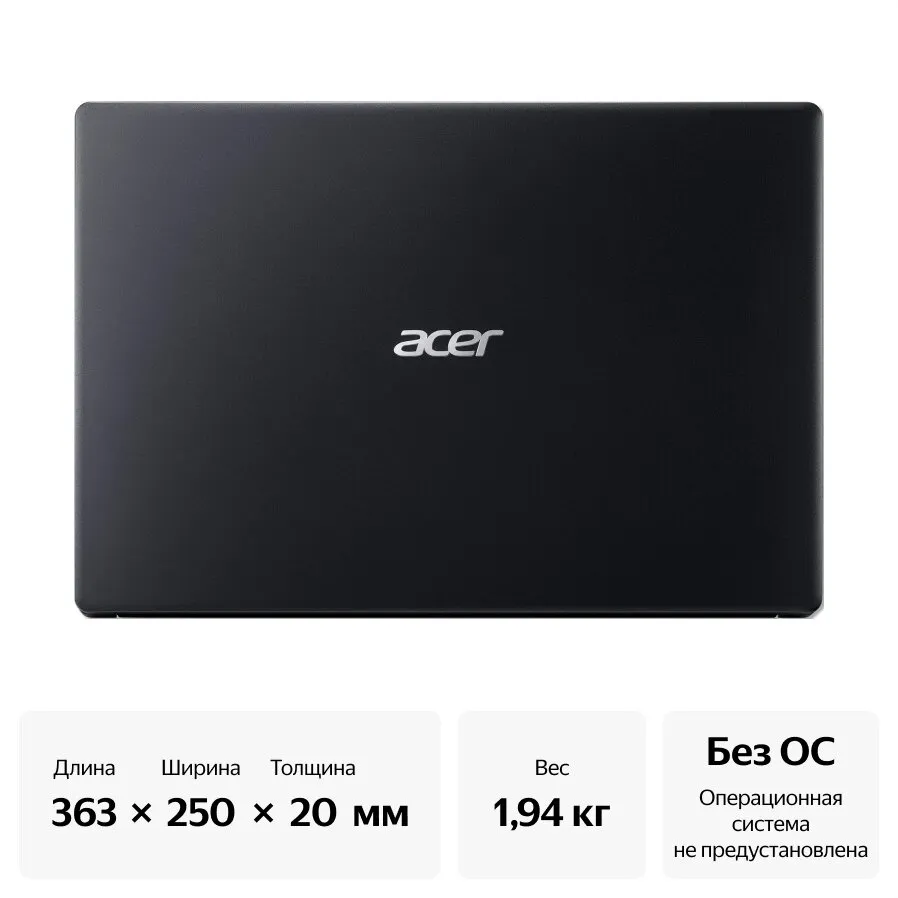 acer
Длина Ширина Толщина
363 × 250 × 20 мм
Вес
1,94 кг
Без ОС
Операционная
система
не предустановлена